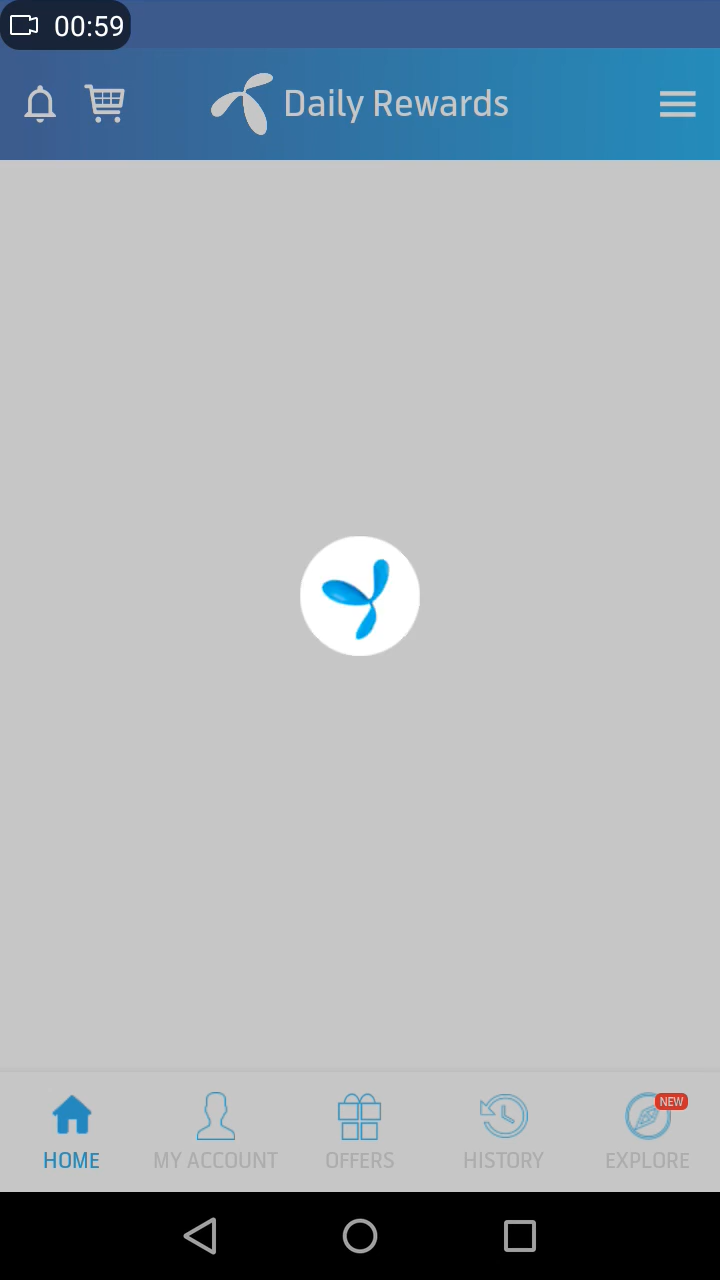 00:59
Daily Rewards
HOME
MY ACCOUNT
OFFERS
HISTORY
NEW
EXPLORE